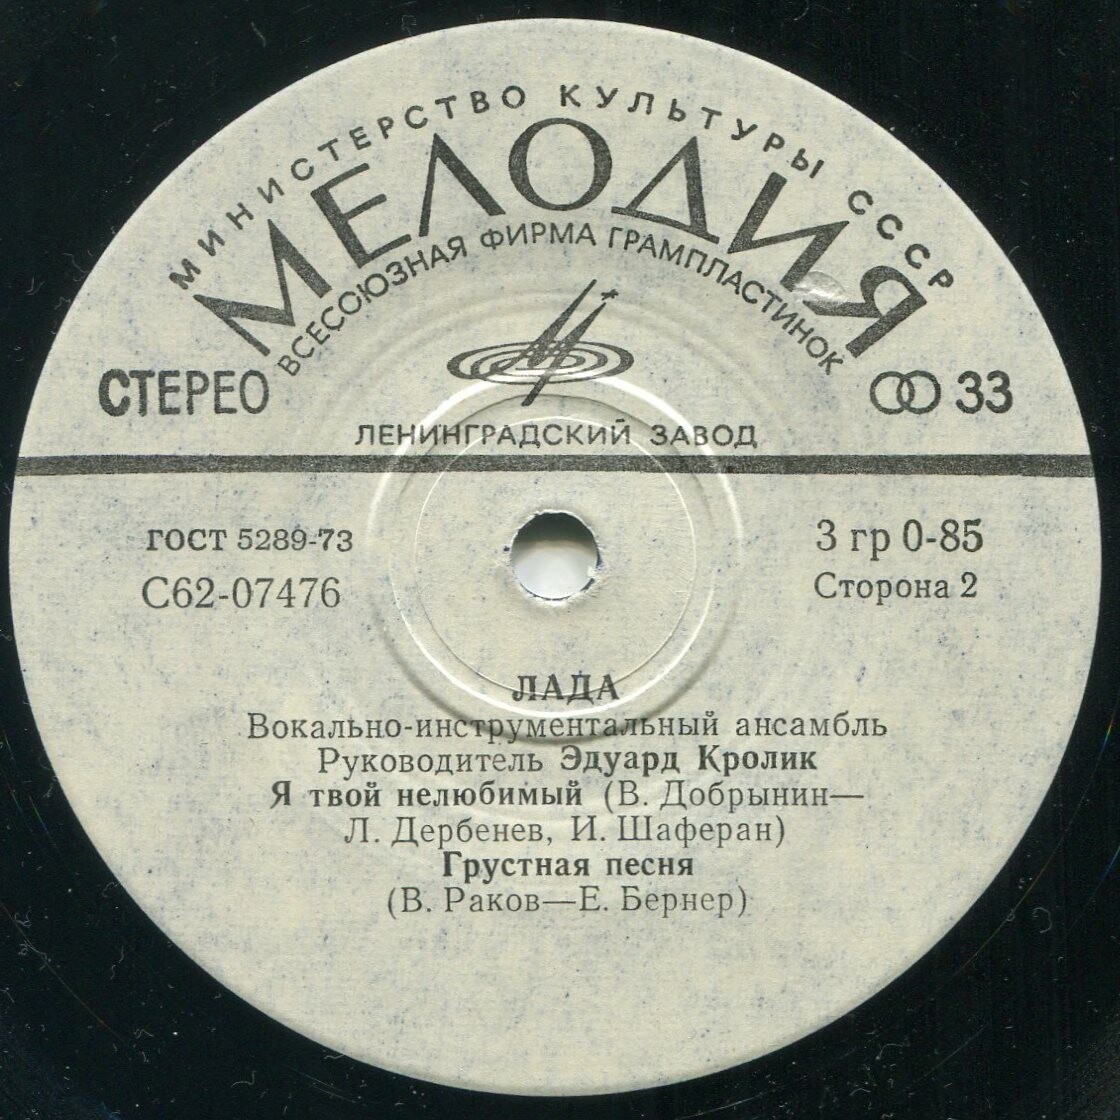 МИНИСТЕРСТВО КУЛЬТУРЫ СССР
МЕЛОДИЯ
ВСЕСОЮЗНАЯ ФИРМА ГРАМПЛАСТИНОК
СТЕРЕО
33
ЛЕНИНГРАДСКИЙ ЗАВОД
ГОСТ 5289-73
3 гр 0-85
С62-07476
Сторона 2
ЛАДА
Вокально-инструментальный ансамбль
Руководитель Эдуард Кролик
Я твой нелюбимый (В. Добрынин—
Л. Дербенев, И. Шаферан)
Грустная песня
(В. Раков—Е. Бернер)